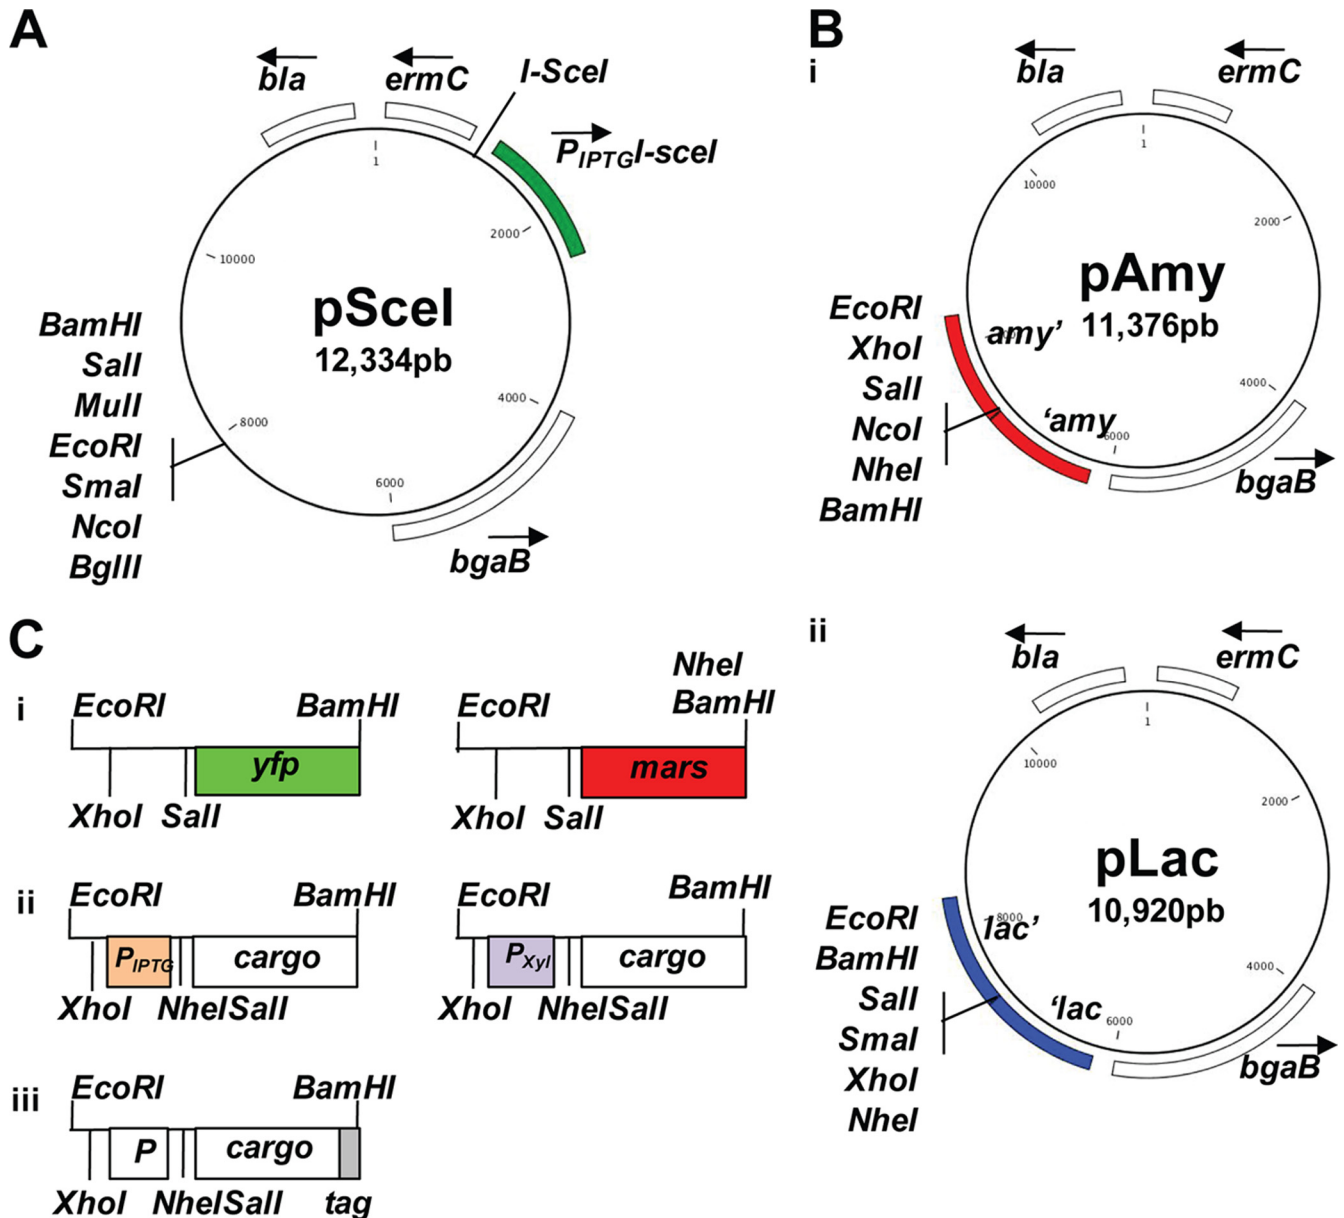 A
bla
ermC
I-SceI
PIPTGI-sceI
1
2000
4000
6000
8000
10000
pSceI
12,334pb
BamHI
SalI
MulI
EcoRI
SmaI
NcoI
BglII
bgaB
B
i
bla
ermC
1
2000
4000
6000
10000
pAmy
11,376pb
amy’
‘amy
EcoRI
XhoI
SalI
NcoI
NheI
BamHI
bgaB
ii
bla
ermC
1
2000
4000
6000
8000
10000
pLac
10,920pb
lac’
‘lac
EcoRI
BamHI
SalI
SmaI
XhoI
NheI
bgaB
C
i
EcoRI BamHI
yfp
XhoI SalI
NheI
EcoRI BamHI
mars
XhoI SalI
ii
EcoRI BamHI
PIPTG cargo
XhoI NheISalI
EcoRI BamHI
PXyl cargo
XhoI NheISalI
iii
EcoRI BamHI
P cargo
XhoI NheISalI tag